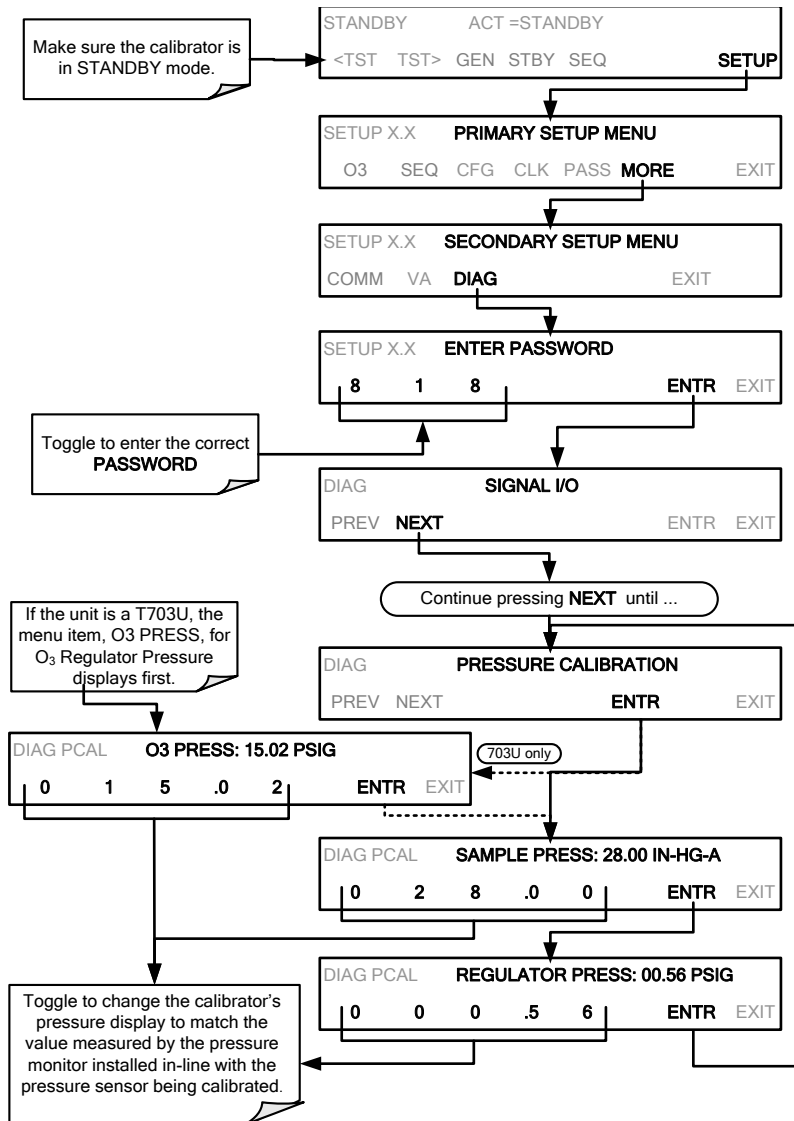 STANDBY ACT =STANDBY
<TST TST> GEN STBY SEQ SETUP
Make sure the calibrator is
in STANDBY mode.
SETUP X.X PRIMARY SETUP MENU
O3 SEQ CFG CLK PASS MORE EXIT
SETUP X.X SECONDARY SETUP MENU
COMM VA DIAG EXIT
SETUP X.X ENTER PASSWORD
8 1 8 ENTR EXIT
Toggle to enter the correct
PASSWORD
DIAG SIGNAL I/O
PREV NEXT ENTR EXIT
Continue pressing NEXT until ...
If the unit is a T703U, the
menu item, O3 PRESS, for
O3 Regulator Pressure
displays first.
DIAG PRESSURE CALIBRATION
PREV NEXT ENTR EXIT
703U only
DIAG PCAL O3 PRESS: 15.02 PSIG
0 1 5 .0 2 ENTR EXIT
DIAG PCAL SAMPLE PRESS: 28.00 IN-HG-A
0 2 8 .0 0 ENTR EXIT
DIAG PCAL REGULATOR PRESS: 00.56 PSIG
0 0 0 .5 6 ENTR EXIT
Toggle to change the calibrator's
pressure display to match the
value measured by the pressure
monitor installed in-line with the
pressure sensor being calibrated.